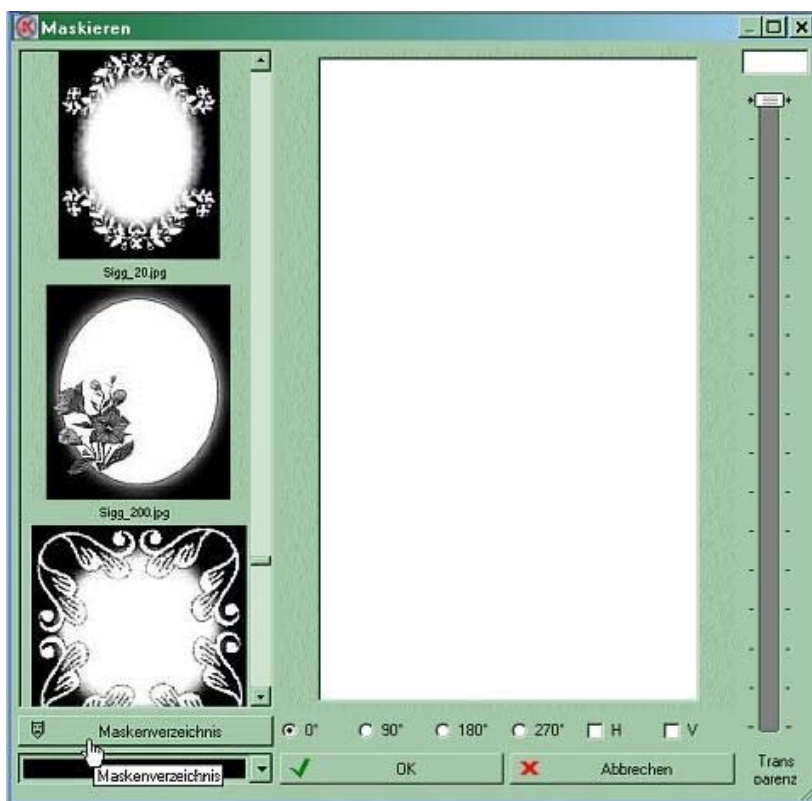 Maskieren
Sigg_20.jpg
Sigg_200.jpg
Maskenverzeichnis
0° 90° 180° 270° H V
Maskenverzeichnis
OK
Abbrechen
Trans
parenz